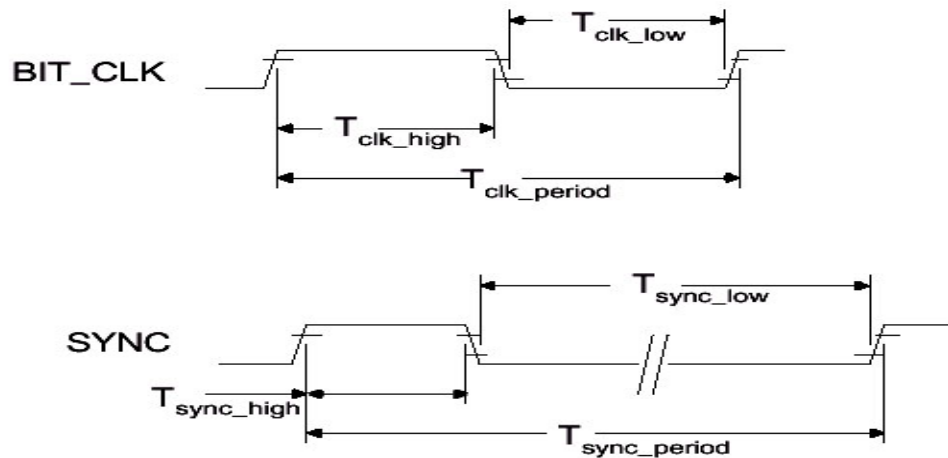 T_clk_low
BIT_CLK
T_clk_high
T_clk_period
T_sync_low
SYNC
T_sync_high
T_sync_period